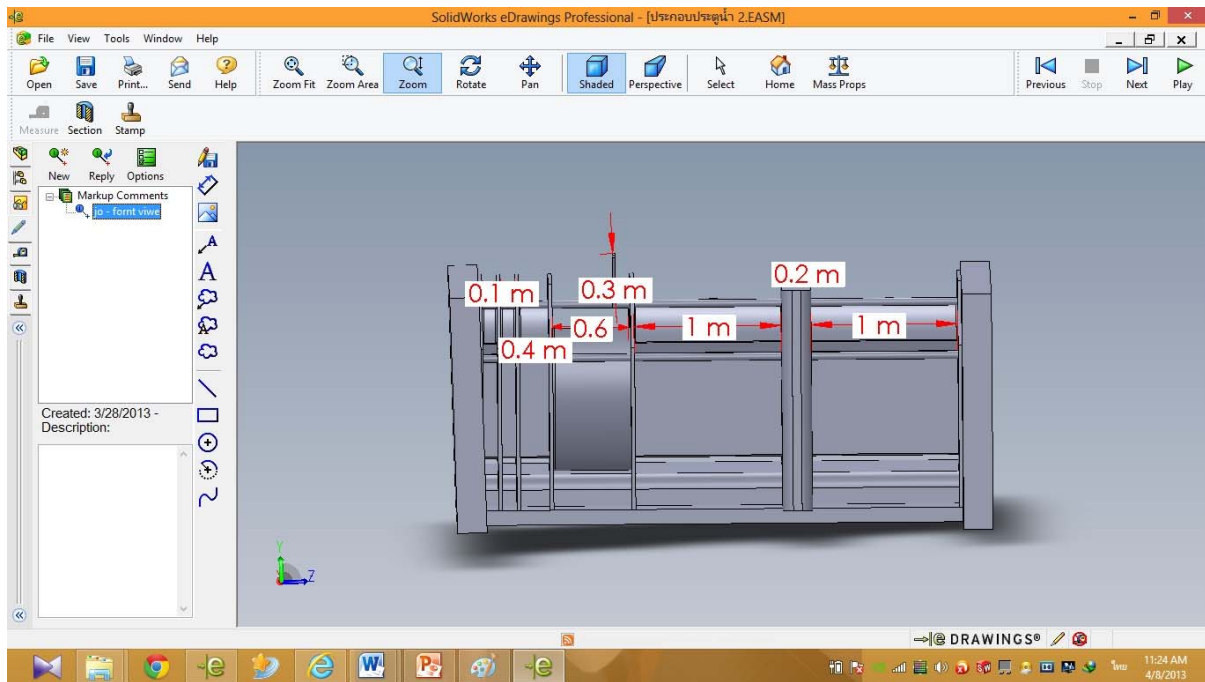 SolidWorks eDrawings Professional - [ประกอบประตูน้ำ 2.EASM]
File View Tools Window Help
Open Save Print... Send Help Zoom Fit Zoom Area Zoom Rotate Pan Shaded Perspective Select Home Mass Props Previous Stop Next Play
Measure Section Stamp
New Reply Options
Markup Comments
jo - fornt viwe
0.2 m
0.1 m 0.3 m
0.6 1 m 1 m
0.4 m
Created: 3/28/2013 -
Description:
Y
Z
DRAWINGS®
ไทย 11:24 AM
4/8/2013